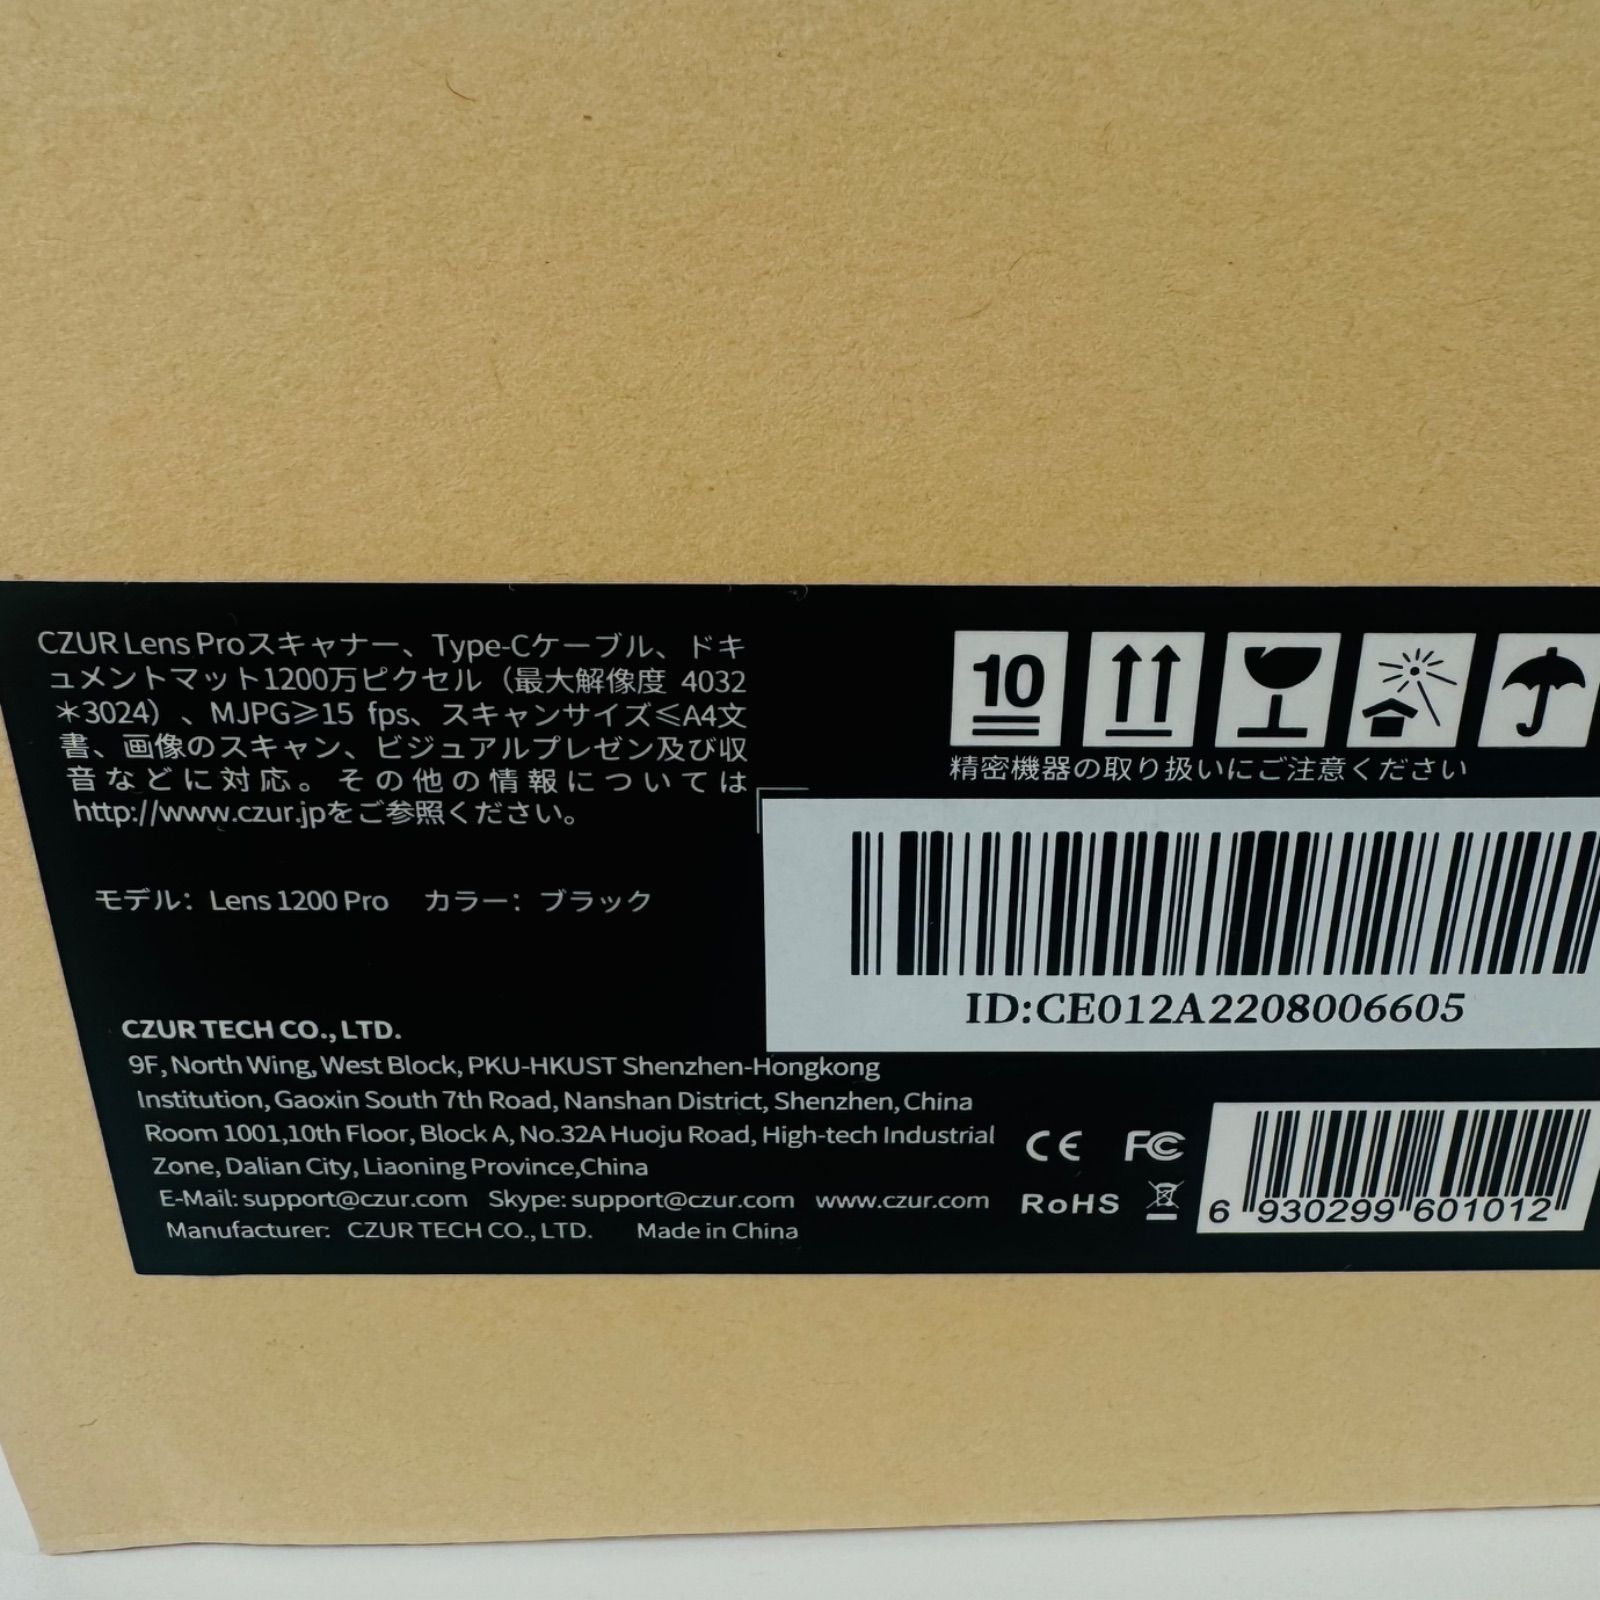 CZUR Lens Proスキャナー、Type-Cケーブル、ドキ
ュメントマット1200万ピクセル（最大解像度 4032
＊3024）、MJPG≥15 fps、スキャンサイズ≤A4文
書、画像のスキャン、ビジュアルプレゼン及び収
音などに対応。その他の情報については
http://www.czur.jpをご参照ください。
モデル：Lens 1200 Pro カラー：ブラック
10
精密機器の取り扱いにご注意ください
ID:CE012A2208006605
CZUR TECH CO., LTD.
9F, North Wing, West Block, PKU-HKUST Shenzhen-Hongkong
Institution, Gaoxin South 7th Road, Nanshan District, Shenzhen, China
Room 1001,10th Floor, Block A, No.32A Huoju Road, High-tech Industrial
Zone, Dalian City, Liaoning Province,China
E-Mail: support@czur.com Skype: support@czur.com www.czur.com
Manufacturer: CZUR TECH CO., LTD. Made in China
CE FC
RoHS
6 930299 601012